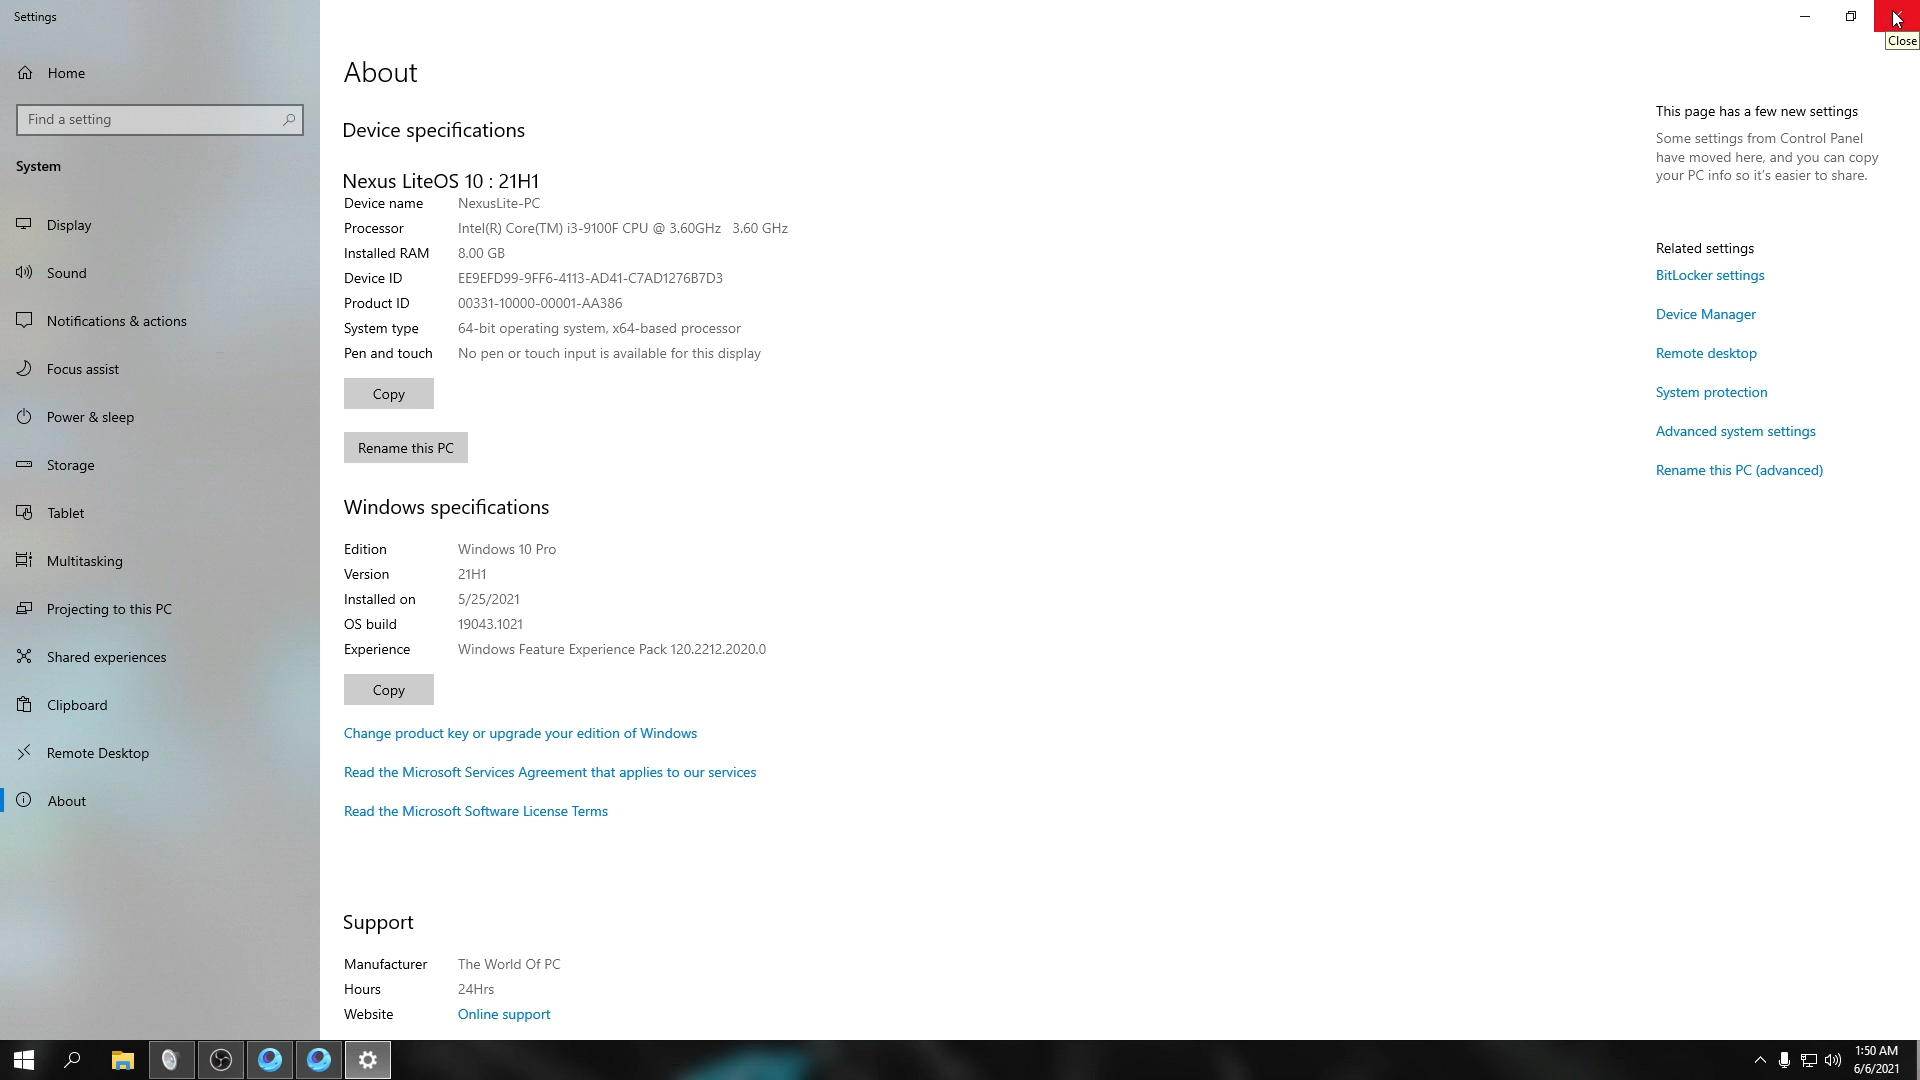 Settings
Close
Home
Find a setting
System
Display
Sound
Notifications & actions
Focus assist
Power & sleep
Storage
Tablet
Multitasking
Projecting to this PC
Shared experiences
Clipboard
Remote Desktop
About
About
Device specifications
Nexus LiteOS 10 : 21H1
Device name NexusLite-PC
Processor Intel(R) Core(TM) i3-9100F CPU @ 3.60GHz 3.60 GHz
Installed RAM 8.00 GB
Device ID EE9EFD99-9FF6-4113-AD41-C7AD1276B7D3
Product ID 00331-10000-00001-AA386
System type 64-bit operating system, x64-based processor
Pen and touch No pen or touch input is available for this display
Copy
Rename this PC
Windows specifications
Edition Windows 10 Pro
Version 21H1
Installed on 5/25/2021
OS build 19043.1021
Experience Windows Feature Experience Pack 120.2212.2020.0
Copy
Change product key or upgrade your edition of Windows
Read the Microsoft Services Agreement that applies to our services
Read the Microsoft Software License Terms
Support
Manufacturer The World Of PC
Hours 24Hrs
Website Online support
This page has a few new settings
Some settings from Control Panel
have moved here, and you can copy
your PC info so it's easier to share.
Related settings
BitLocker settings
Device Manager
Remote desktop
System protection
Advanced system settings
Rename this PC (advanced)
1:50 AM
6/6/2021